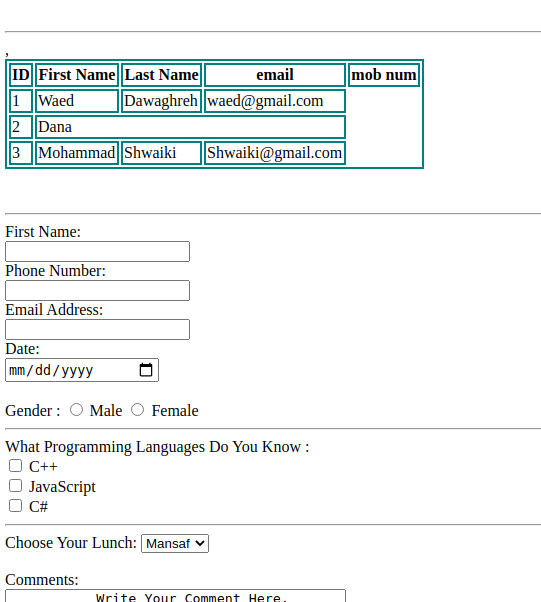 ,
ID First Name Last Name email mob num
1 Waed Dawaghreh waed@gmail.com
2 Dana
3 Mohammad Shwaiki Shwaiki@gmail.com
First Name:
Phone Number:
Email Address:
Date:
mm/dd/yyyy
Gender : Male Female
What Programming Languages Do You Know :
C++
JavaScript
C#
Choose Your Lunch: Mansaf
Comments:
Write Your Comment Here.